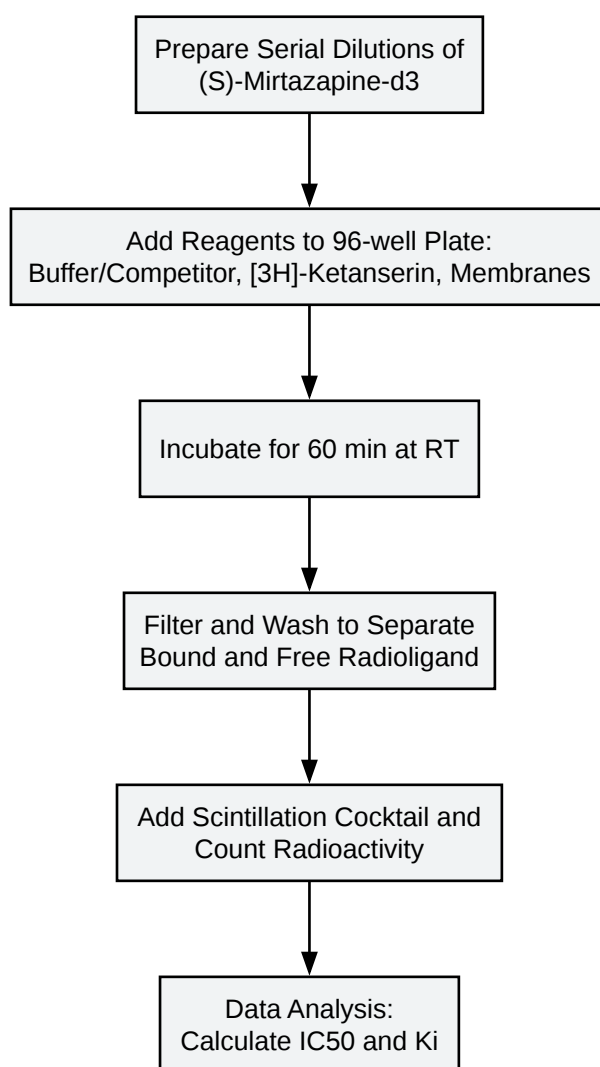 Prepare Serial Dilutions of
(S)-Mirtazapine-d3
Add Reagents to 96-well Plate:
Buffer/Competitor, [3H]-Ketanserin, Membranes
Incubate for 60 min at RT
Filter and Wash to Separate
Bound and Free Radioligand
Add Scintillation Cocktail and
Count Radioactivity
Data Analysis:
Calculate IC50 and Ki